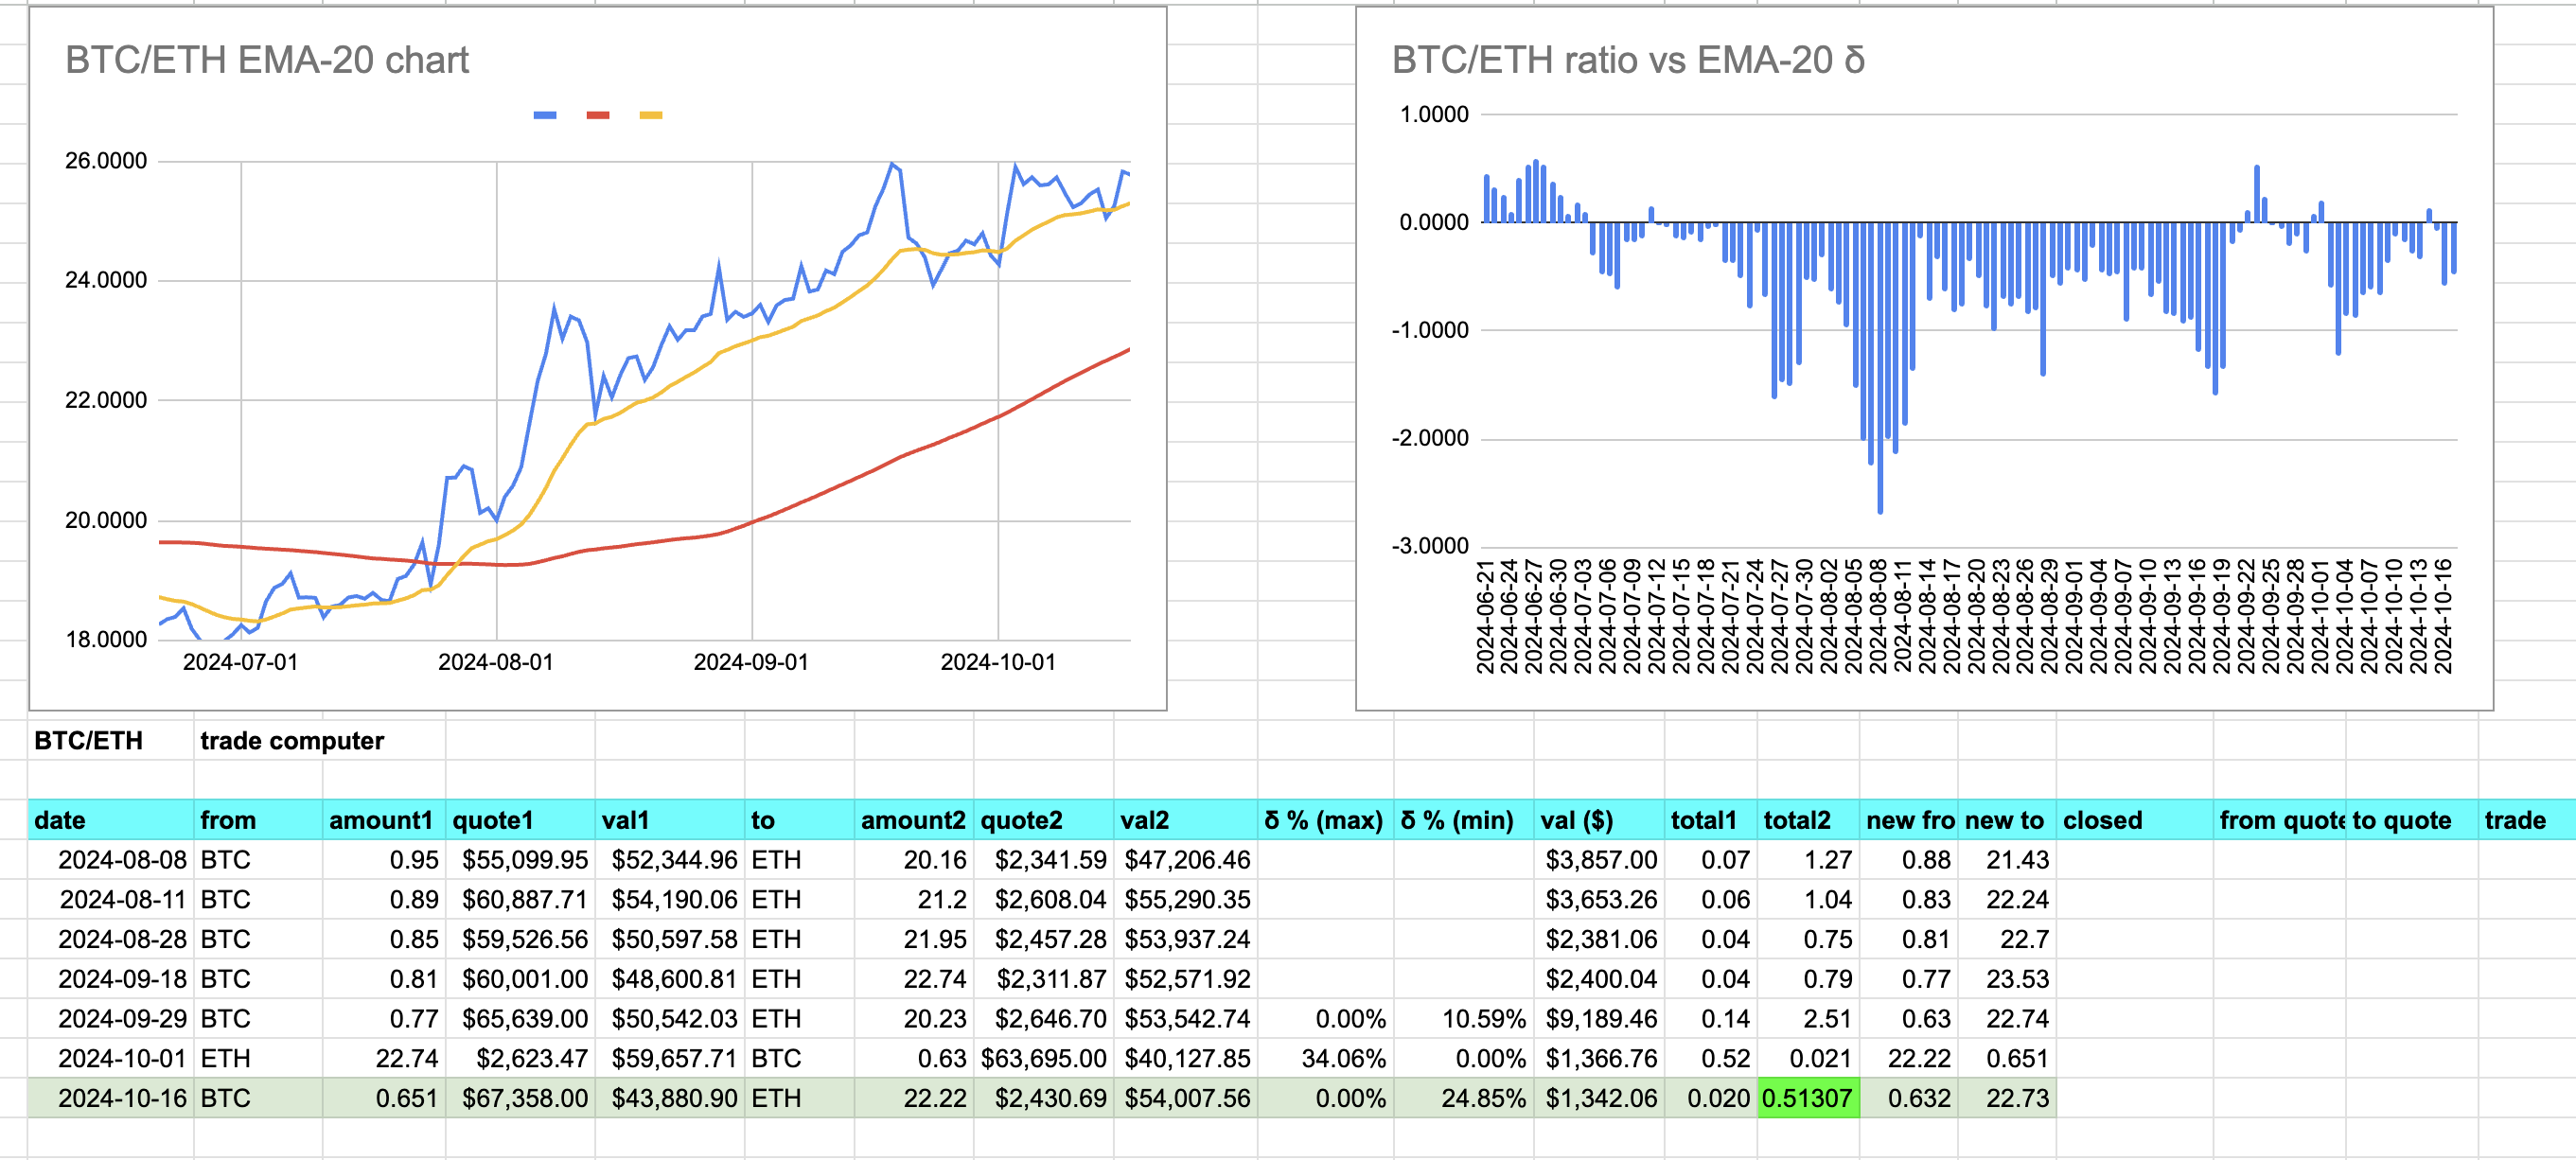 BTC/ETH EMA-20 chart
26.0000
24.0000
22.0000
20.0000
18.0000
2024-07-01 2024-08-01 2024-09-01 2024-10-01
BTC/ETH ratio vs EMA-20 δ
1.0000
0.0000
-1.0000
-2.0000
-3.0000
2024-06-21 2024-06-24 2024-06-27 2024-06-30 2024-07-03 2024-07-06 2024-07-09 2024-07-12 2024-07-15 2024-07-18 2024-07-21 2024-07-24 2024-07-27 2024-07-30 2024-08-02 2024-08-05 2024-08-08 2024-08-11 2024-08-14 2024-08-17 2024-08-20 2024-08-23 2024-08-26 2024-08-29 2024-09-01 2024-09-04 2024-09-07 2024-09-10 2024-09-13 2024-09-16 2024-09-19 2024-09-22 2024-09-25 2024-09-28 2024-10-01 2024-10-04 2024-10-07 2024-10-10 2024-10-13 2024-10-16
BTC/ETH trade computer
date from amount1 quote1 val1 to amount2 quote2 val2 δ % (max) δ % (min) val ($) total1 total2 new fro new to closed from quote to quote trade
2024-08-08 BTC 0.95 $55,099.95 $52,344.96 ETH 20.16 $2,341.59 $47,206.46 $3,857.00 0.07 1.27 0.88 21.43
2024-08-11 BTC 0.89 $60,887.71 $54,190.06 ETH 21.2 $2,608.04 $55,290.35 $3,653.26 0.06 1.04 0.83 22.24
2024-08-28 BTC 0.85 $59,526.56 $50,597.58 ETH 21.95 $2,457.28 $53,937.24 $2,381.06 0.04 0.75 0.81 22.7
2024-09-18 BTC 0.81 $60,001.00 $48,600.81 ETH 22.74 $2,311.87 $52,571.92 $2,400.04 0.04 0.79 0.77 23.53
2024-09-29 BTC 0.77 $65,639.00 $50,542.03 ETH 20.23 $2,646.70 $53,542.74 0.00% 10.59% $9,189.46 0.14 2.51 0.63 22.74
2024-10-01 ETH 22.74 $2,623.47 $59,657.71 BTC 0.63 $63,695.00 $40,127.85 34.06% 0.00% $1,366.76 0.52 0.021 22.22 0.651
2024-10-16 BTC 0.651 $67,358.00 $43,880.90 ETH 22.22 $2,430.69 $54,007.56 0.00% 24.85% $1,342.06 0.020 0.51307 0.632 22.73